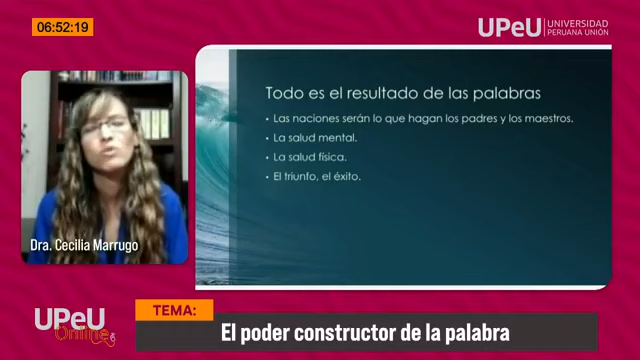 06:52:19
UPeU UNIVERSIDAD
PERUANA UNIÓN
Todo es el resultado de las palabras
• Las naciones serán lo que hagan los padres y los maestros.
• La salud mental.
• La salud física.
• El triunfo, el éxito.
Dra. Cecilia Marrugo
UPeU
Online
TEMA:
El poder constructor de la palabra